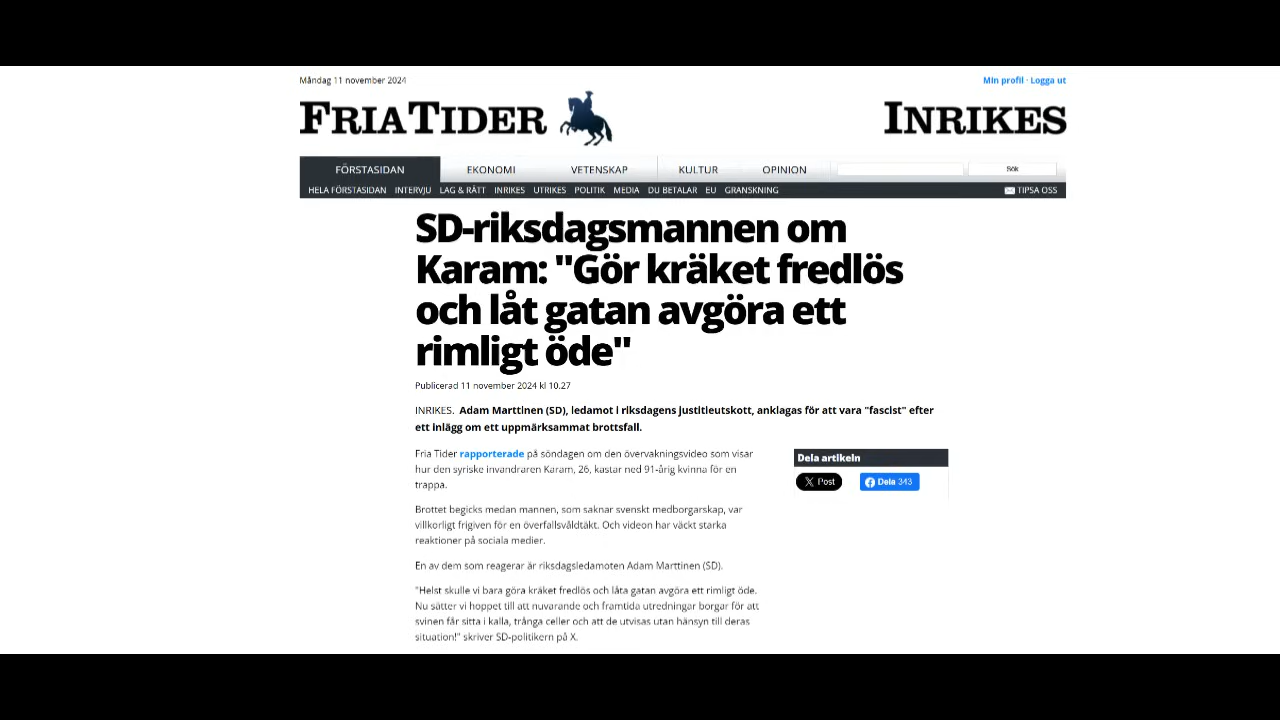 Måndag 11 november 2024
Min profil · Logga ut
FRIATIDER
INRIKES
FÖRSTASIDAN EKONOMI VETENSKAP KULTUR OPINION Sök
HELA FÖRSTASIDAN INTERVJU LAG & RÄTT INRIKES UTRIKES POLITIK MEDIA DU BETALAR EU GRANSKNING TIPSA OSS
SD-riksdagsmannen om
Karam: "Gör kräket fredlös
och låt gatan avgöra ett
rimligt öde"
Publicerad 11 november 2024 kl 10.27
INRIKES. Adam Marttinen (SD), ledamot i riksdagens justitieutskott, anklagas för att vara "fascist" efter
ett inlägg om ett uppmärksammat brottsfall.
Fria Tider rapporterade på söndagen om den övervakningsvideo som visar
hur den syriske invandraren Karam, 26, kastar ned 91-årig kvinna för en
trappa.
Dela artikeln
Post Dela 343
Brottet begicks medan mannen, som saknar svenskt medborgarskap, var
villkorligt frigiven för en överfallsvåldtäkt. Och videon har väckt starka
reaktioner på sociala medier.
En av dem som reagerar är riksdagsledamoten Adam Marttinen (SD).
"Helst skulle vi bara göra kräket fredlös och låta gatan avgöra ett rimligt öde.
Nu sätter vi hoppet till att nuvarande och framtida utredningar borgar för att
svinen får sitta i kalla, trånga celler och att de utvisas utan hänsyn till deras
situation!" skriver SD-politikern på X.